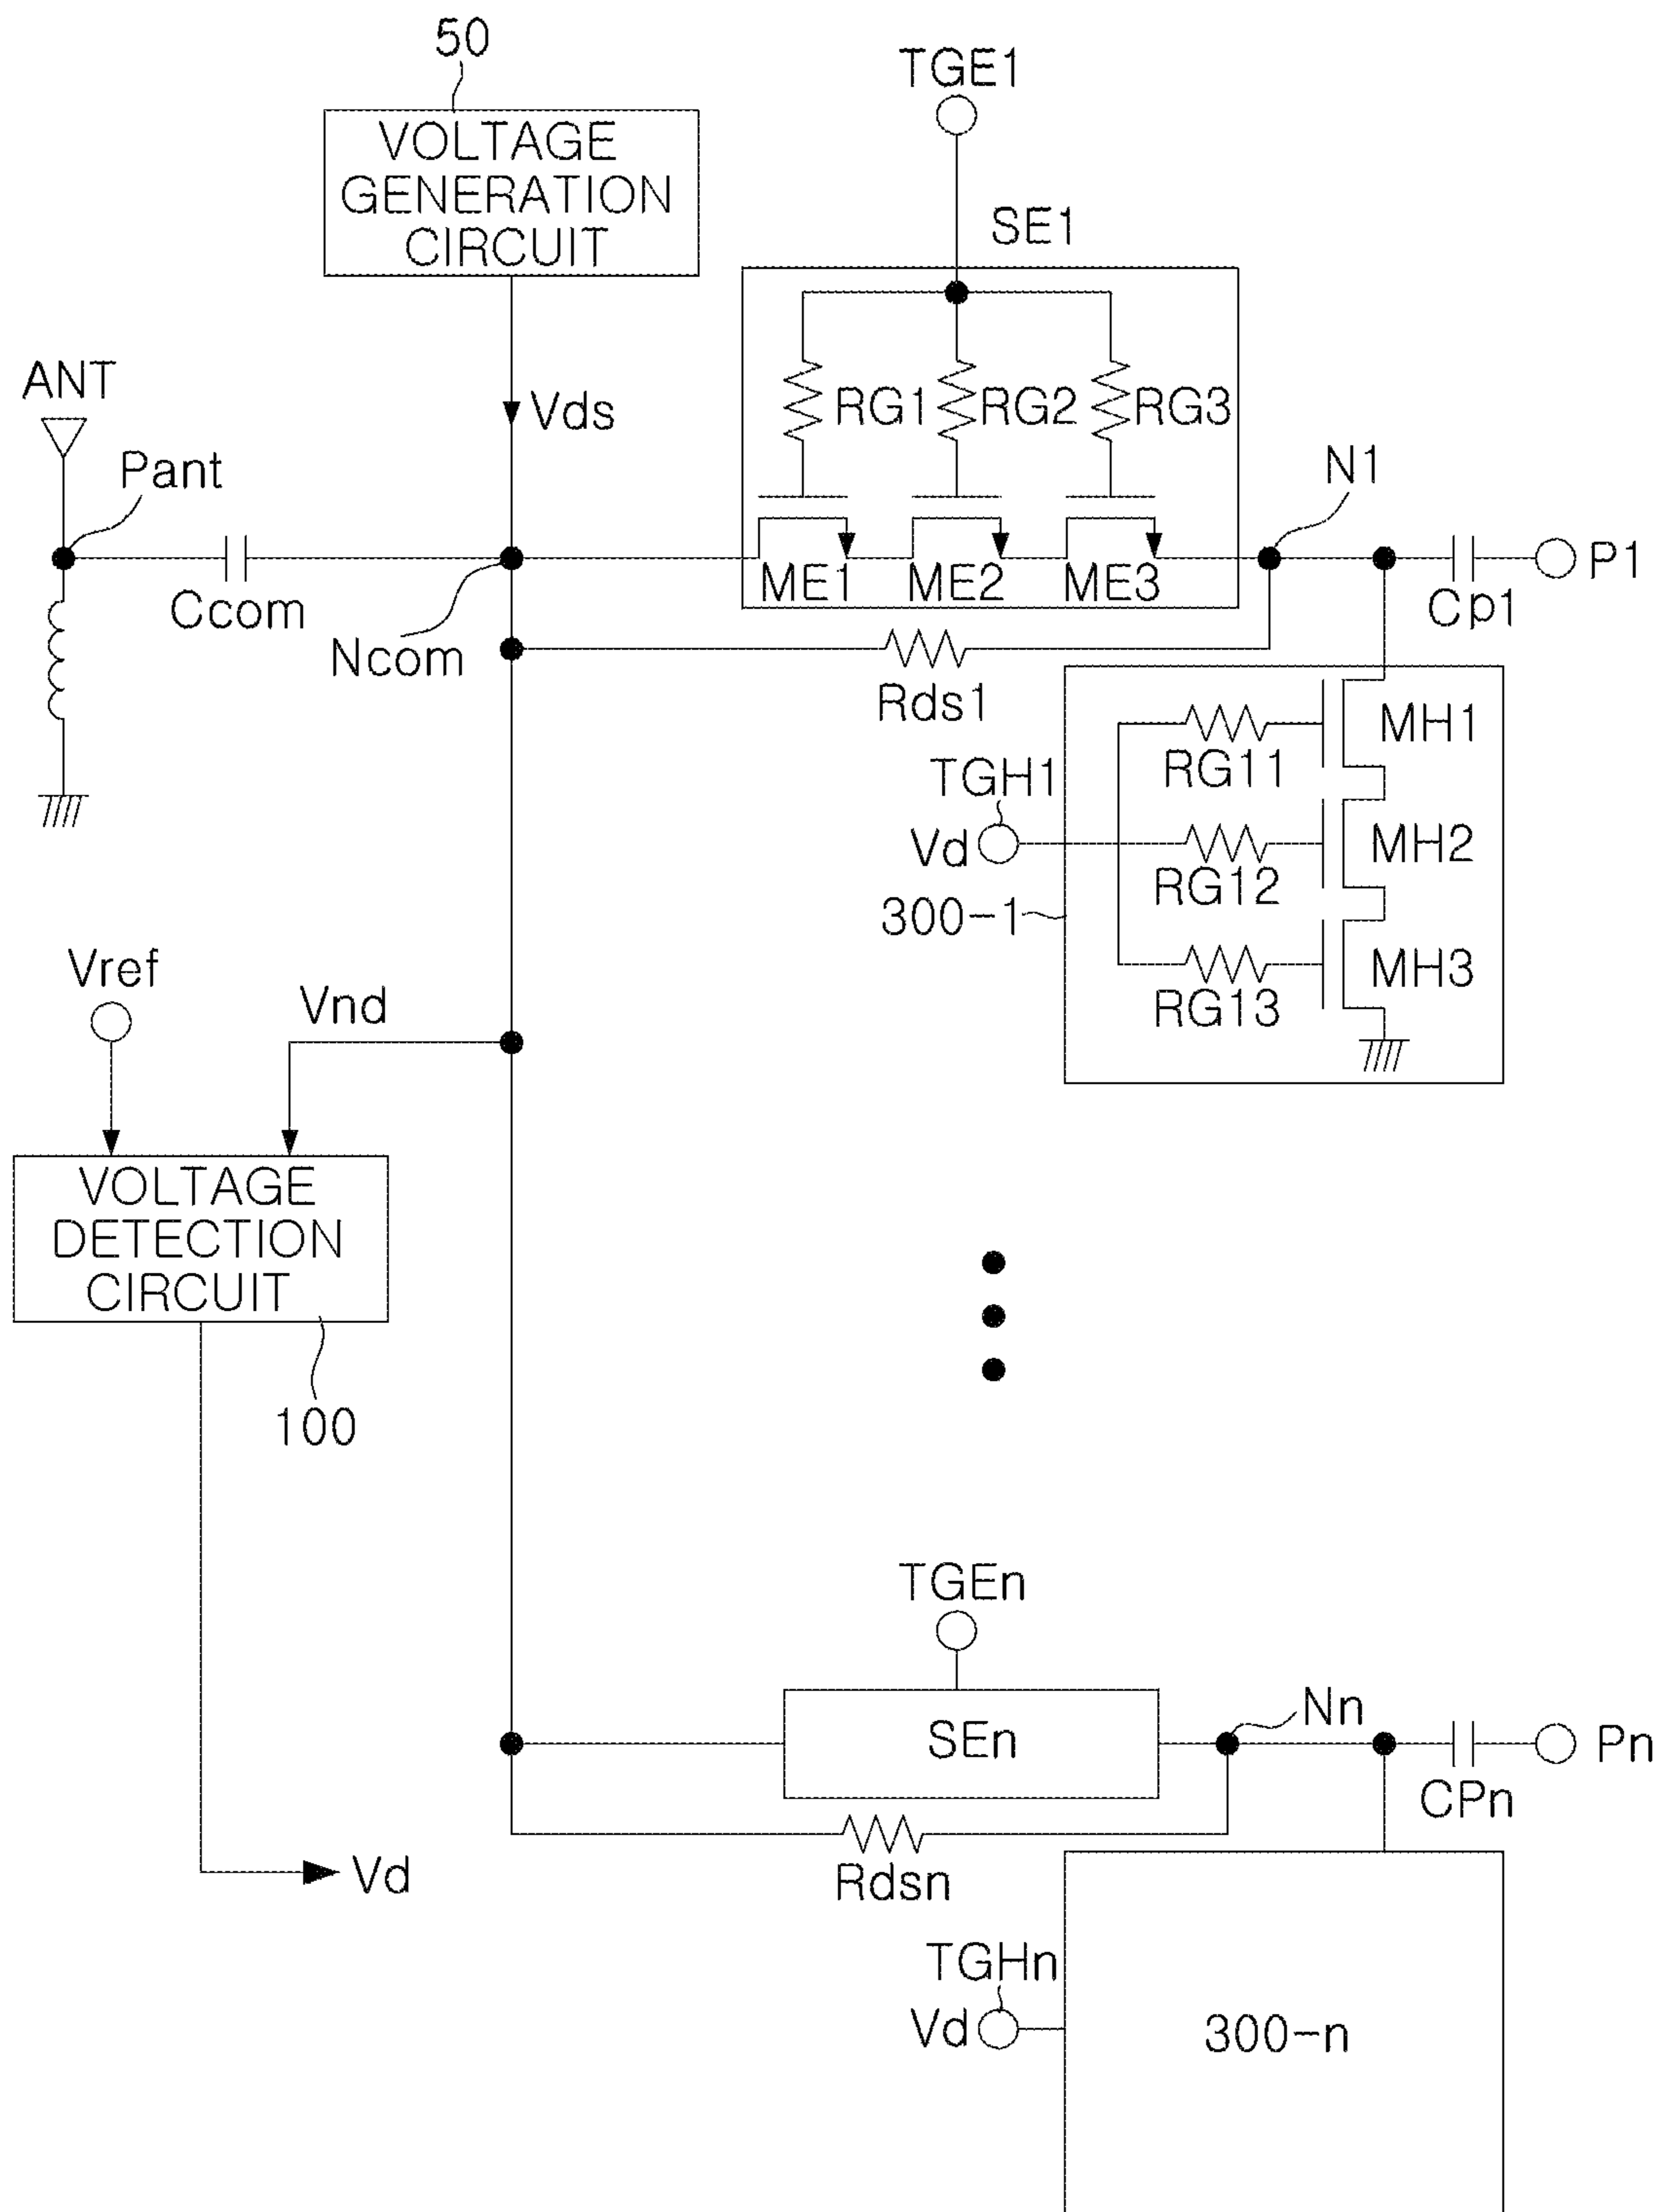 50
VOLTAGE
GENERATION
CIRCUIT
TGE1
SE1
ANT
Vds
RG1
RG2
RG3
Pant
N1
Ccom
ME1
ME2
ME3
P1
Cp1
Ncom
Rds1
MH1
RG11
TGH1
Vd
MH2
RG12
300-1
MH3
RG13
Vref
Vnd
VOLTAGE
DETECTION
CIRCUIT
100
TGEn
SEn
Nn
Pn
CPn
Rdsn
Vd
TGHn
Vd
300-n